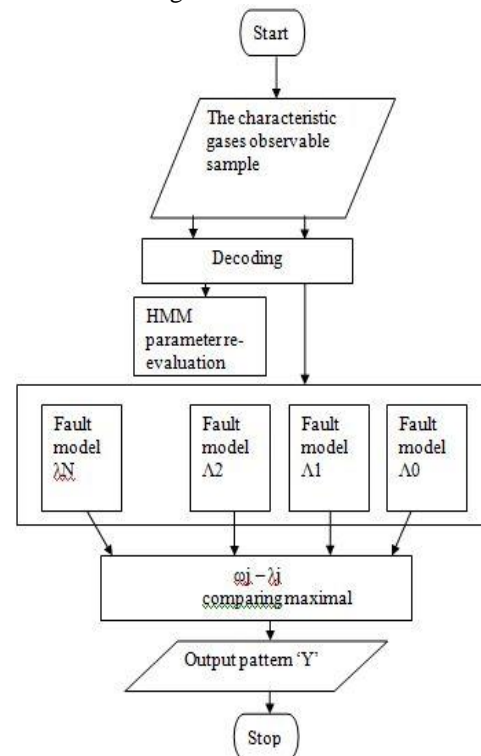 Start
The characteristic
gases observable
sample
Decoding
HMM
parameter re-
evaluation
Fault
model
λN
Fault
model
Λ2
Fault
model
Λ1
Fault
model
Λ0
φj – λj
comparing maximal
Output pattern ‘Y’
Stop